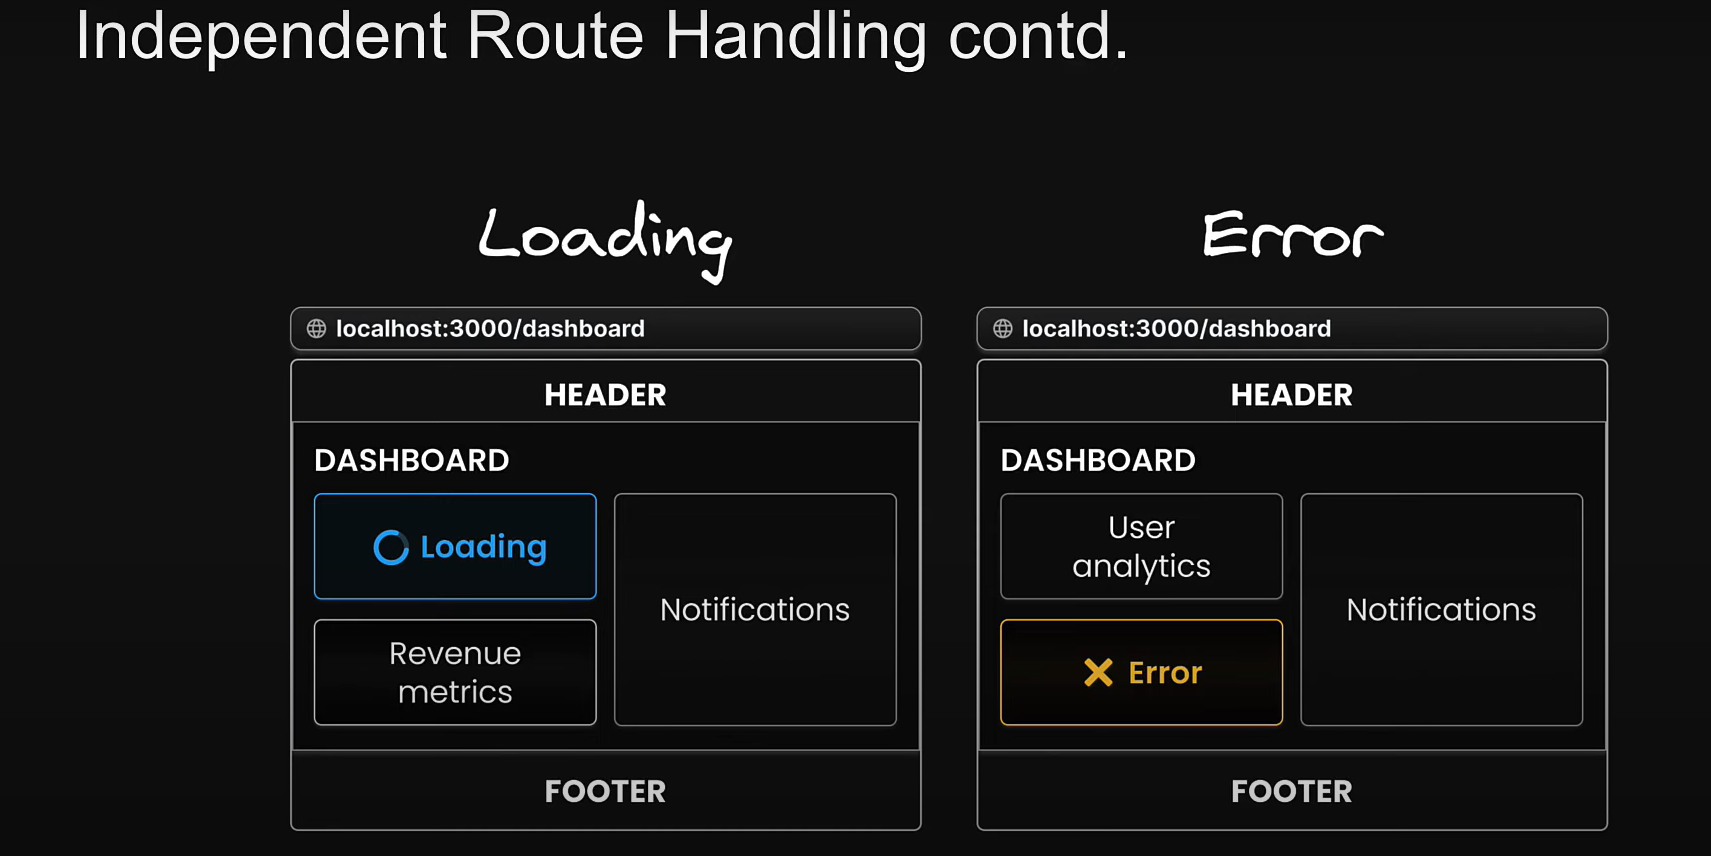 Independent Route Handling contd.
Loading
localhost:3000/dashboard
HEADER
DASHBOARD
Loading
Revenue
metrics
Notifications
FOOTER
Error
localhost:3000/dashboard
HEADER
DASHBOARD
User
analytics
Error
Notifications
FOOTER